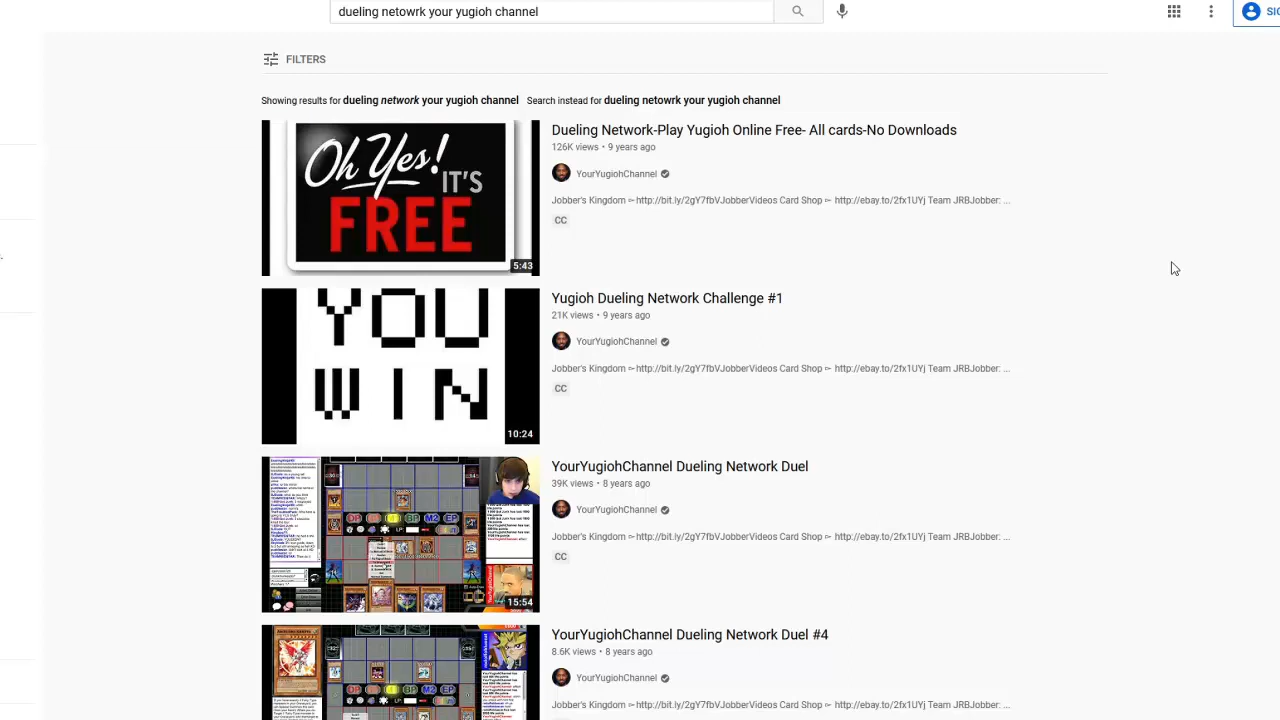 dueling netowrk your yugioh channel
SIG
FILTERS
Showing results for dueling network your yugioh channel Search instead for dueling netowrk your yugioh channel
Oh Yes!
IT'S
FREE
5:43
Dueling Network-Play Yugioh Online Free- All cards-No Downloads
126K views • 9 years ago
YourYugiohChannel
Jobber's Kingdom ➣http://bit.ly/2gY7fbVJobberVideos Card Shop ➣ http://ebay.to/2fx1UYj Team JRBJobber: ...
CC
YOU
WIN
10:24
Yugioh Dueling Network Challenge #1
21K views • 9 years ago
YourYugiohChannel
Jobber's Kingdom ➣http://bit.ly/2gY7fbVJobberVideos Card Shop ➣ http://ebay.to/2fx1UYj Team JRBJobber: ...
CC
15:54
YourYugiohChannel Dueling Network Duel
39K views • 8 years ago
YourYugiohChannel
Jobber's Kingdom ➣http://bit.ly/2gY7fbVJobberVideos Card Shop ➣ http://ebay.to/2fx1UYj Team JRBJobber: ...
CC
YourYugiohChannel Dueling Network Duel #4
8.6K views • 8 years ago
YourYugiohChannel
Jobber's Kingdom ➣http://bit.ly/2gY7fbVJobberVideos Card Shop ➣ http://ebay.to/2fx1UYj Team JRBJobber: ...